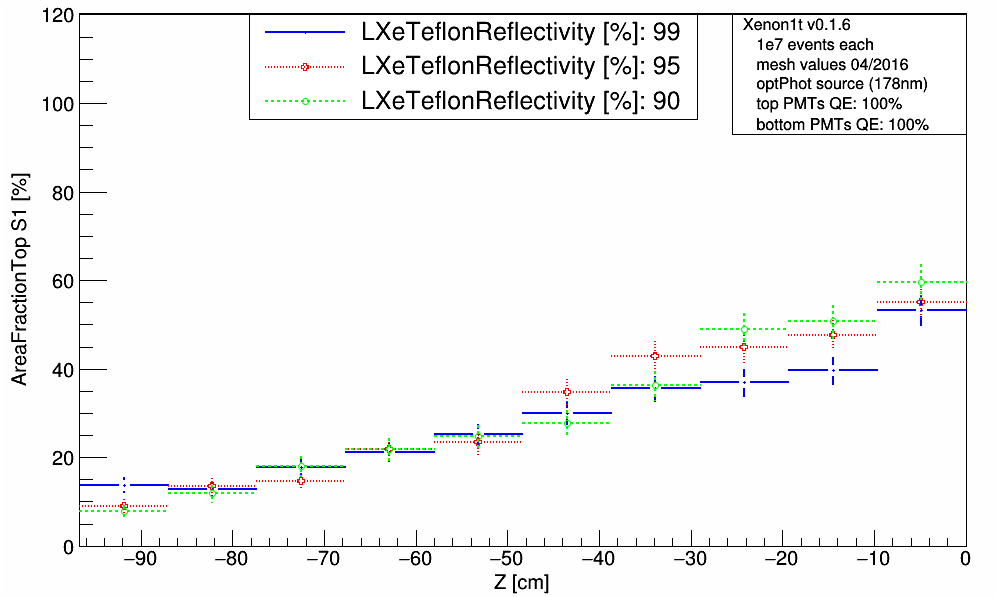 LXeTeflonReflectivity [%]: 99
LXeTeflonReflectivity [%]: 95
LXeTeflonReflectivity [%]: 90
Xenon1t v0.1.6
1e7 events each
mesh values 04/2016
optPhot source (178nm)
top PMTs QE: 100%
bottom PMTs QE: 100%
AreaFractionTop S1 [%]
120
100
80
60
40
20
0
−90 −80 −70 −60 −50 −40 −30 −20 −10 0
Z [cm]